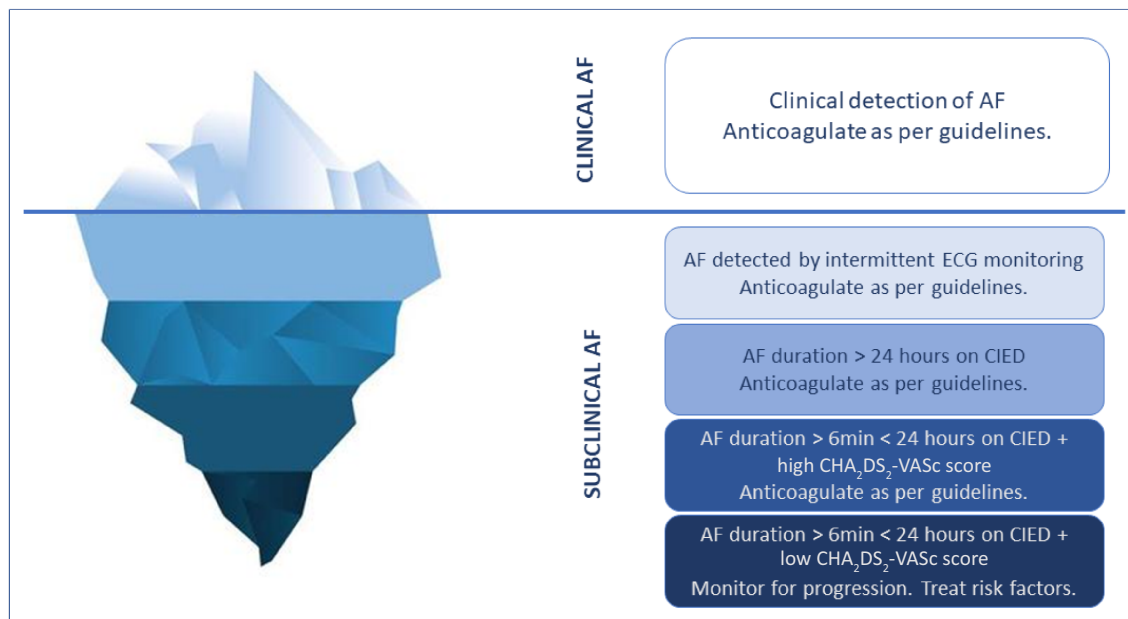 CLINICAL AF
Clinical detection of AF
Anticoagulate as per guidelines.
SUBCLINICAL AF
AF detected by intermittent ECG monitoring
Anticoagulate as per guidelines.
AF duration > 24 hours on CIED
Anticoagulate as per guidelines.
AF duration > 6min < 24 hours on CIED +
high CHA₂DS₂-VASc score
Anticoagulate as per guidelines.
AF duration > 6min < 24 hours on CIED +
low CHA₂DS₂-VASc score
Monitor for progression. Treat risk factors.